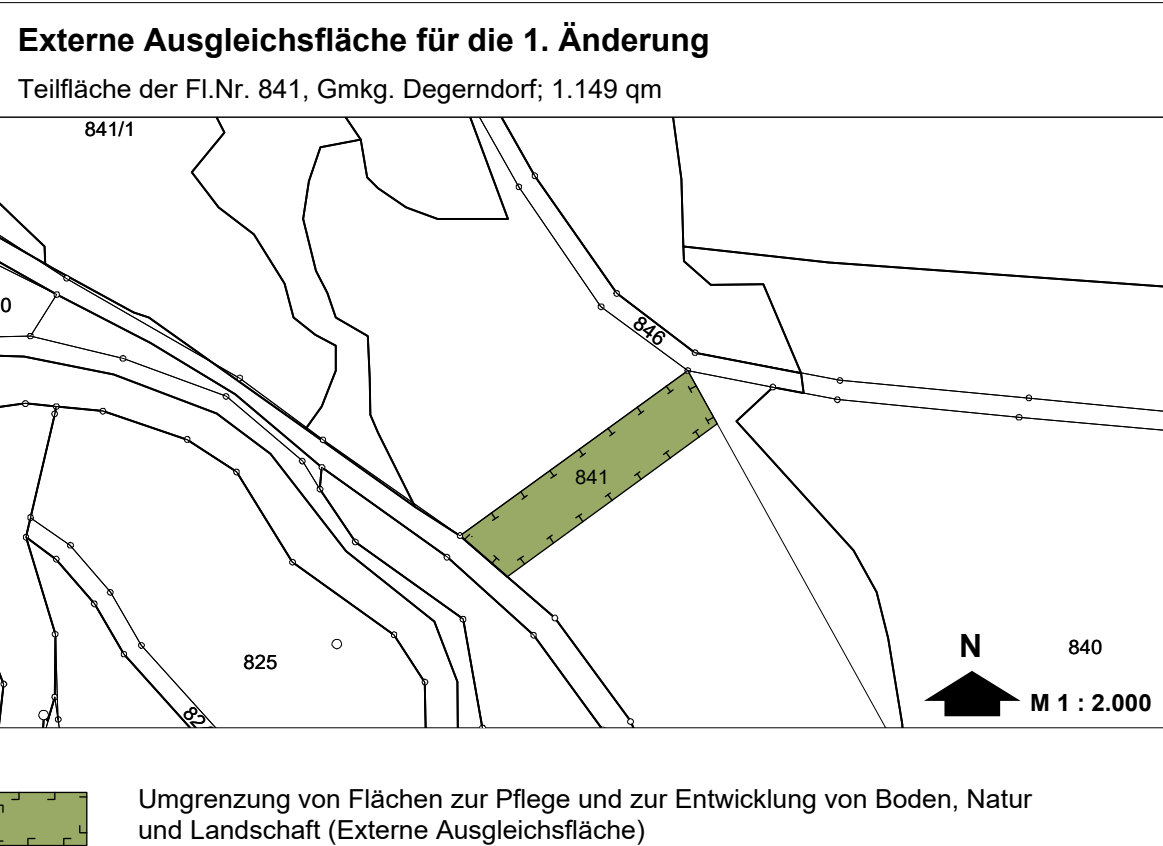 Externe Ausgleichsfläche für die 1. Änderung
Teilfläche der Fl.Nr. 841, Gmkg. Degerndorf; 1.149 qm
841/1
0
846
841
825
82
N
840
M 1 : 2.000
Umgrenzung von Flächen zur Pflege und zur Entwicklung von Boden, Natur
und Landschaft (Externe Ausgleichsfläche)